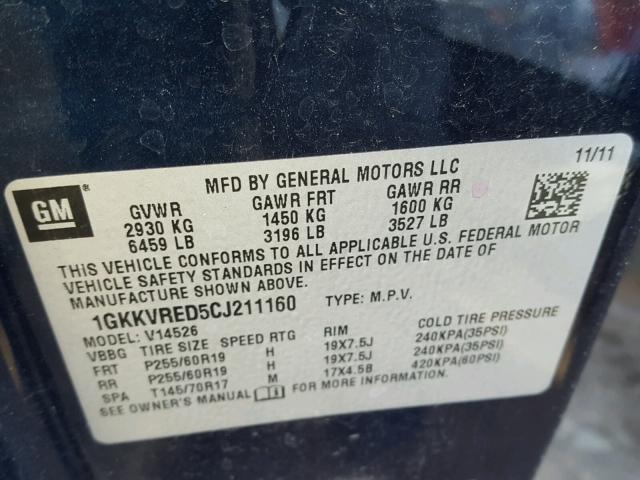 GM®
MFD BY GENERAL MOTORS LLC
11/11
GVWR GAWR FRT GAWR RR
2930 KG 1450 KG 1600 KG
6459 LB 3196 LB 3527 LB
THIS VEHICLE CONFORMS TO ALL APPLICABLE U.S. FEDERAL MOTOR
VEHICLE SAFETY STANDARDS IN EFFECT ON THE DATE OF
MANUFACTURE SHOWN ABOVE.
1GKKVRED5CJ211160 TYPE: M.P.V.
MODEL: V14526
VBBG TIRE SIZE SPEED RTG RIM COLD TIRE PRESSURE
FRT P255/60R19 H 19X7.5J 240KPA(35PSI)
RR P255/60R19 H 19X7.5J 240KPA(35PSI)
SPA T145/70R17 M 17X4.5B 420KPA(60PSI)
SEE OWNER'S MANUAL FOR MORE INFORMATION.